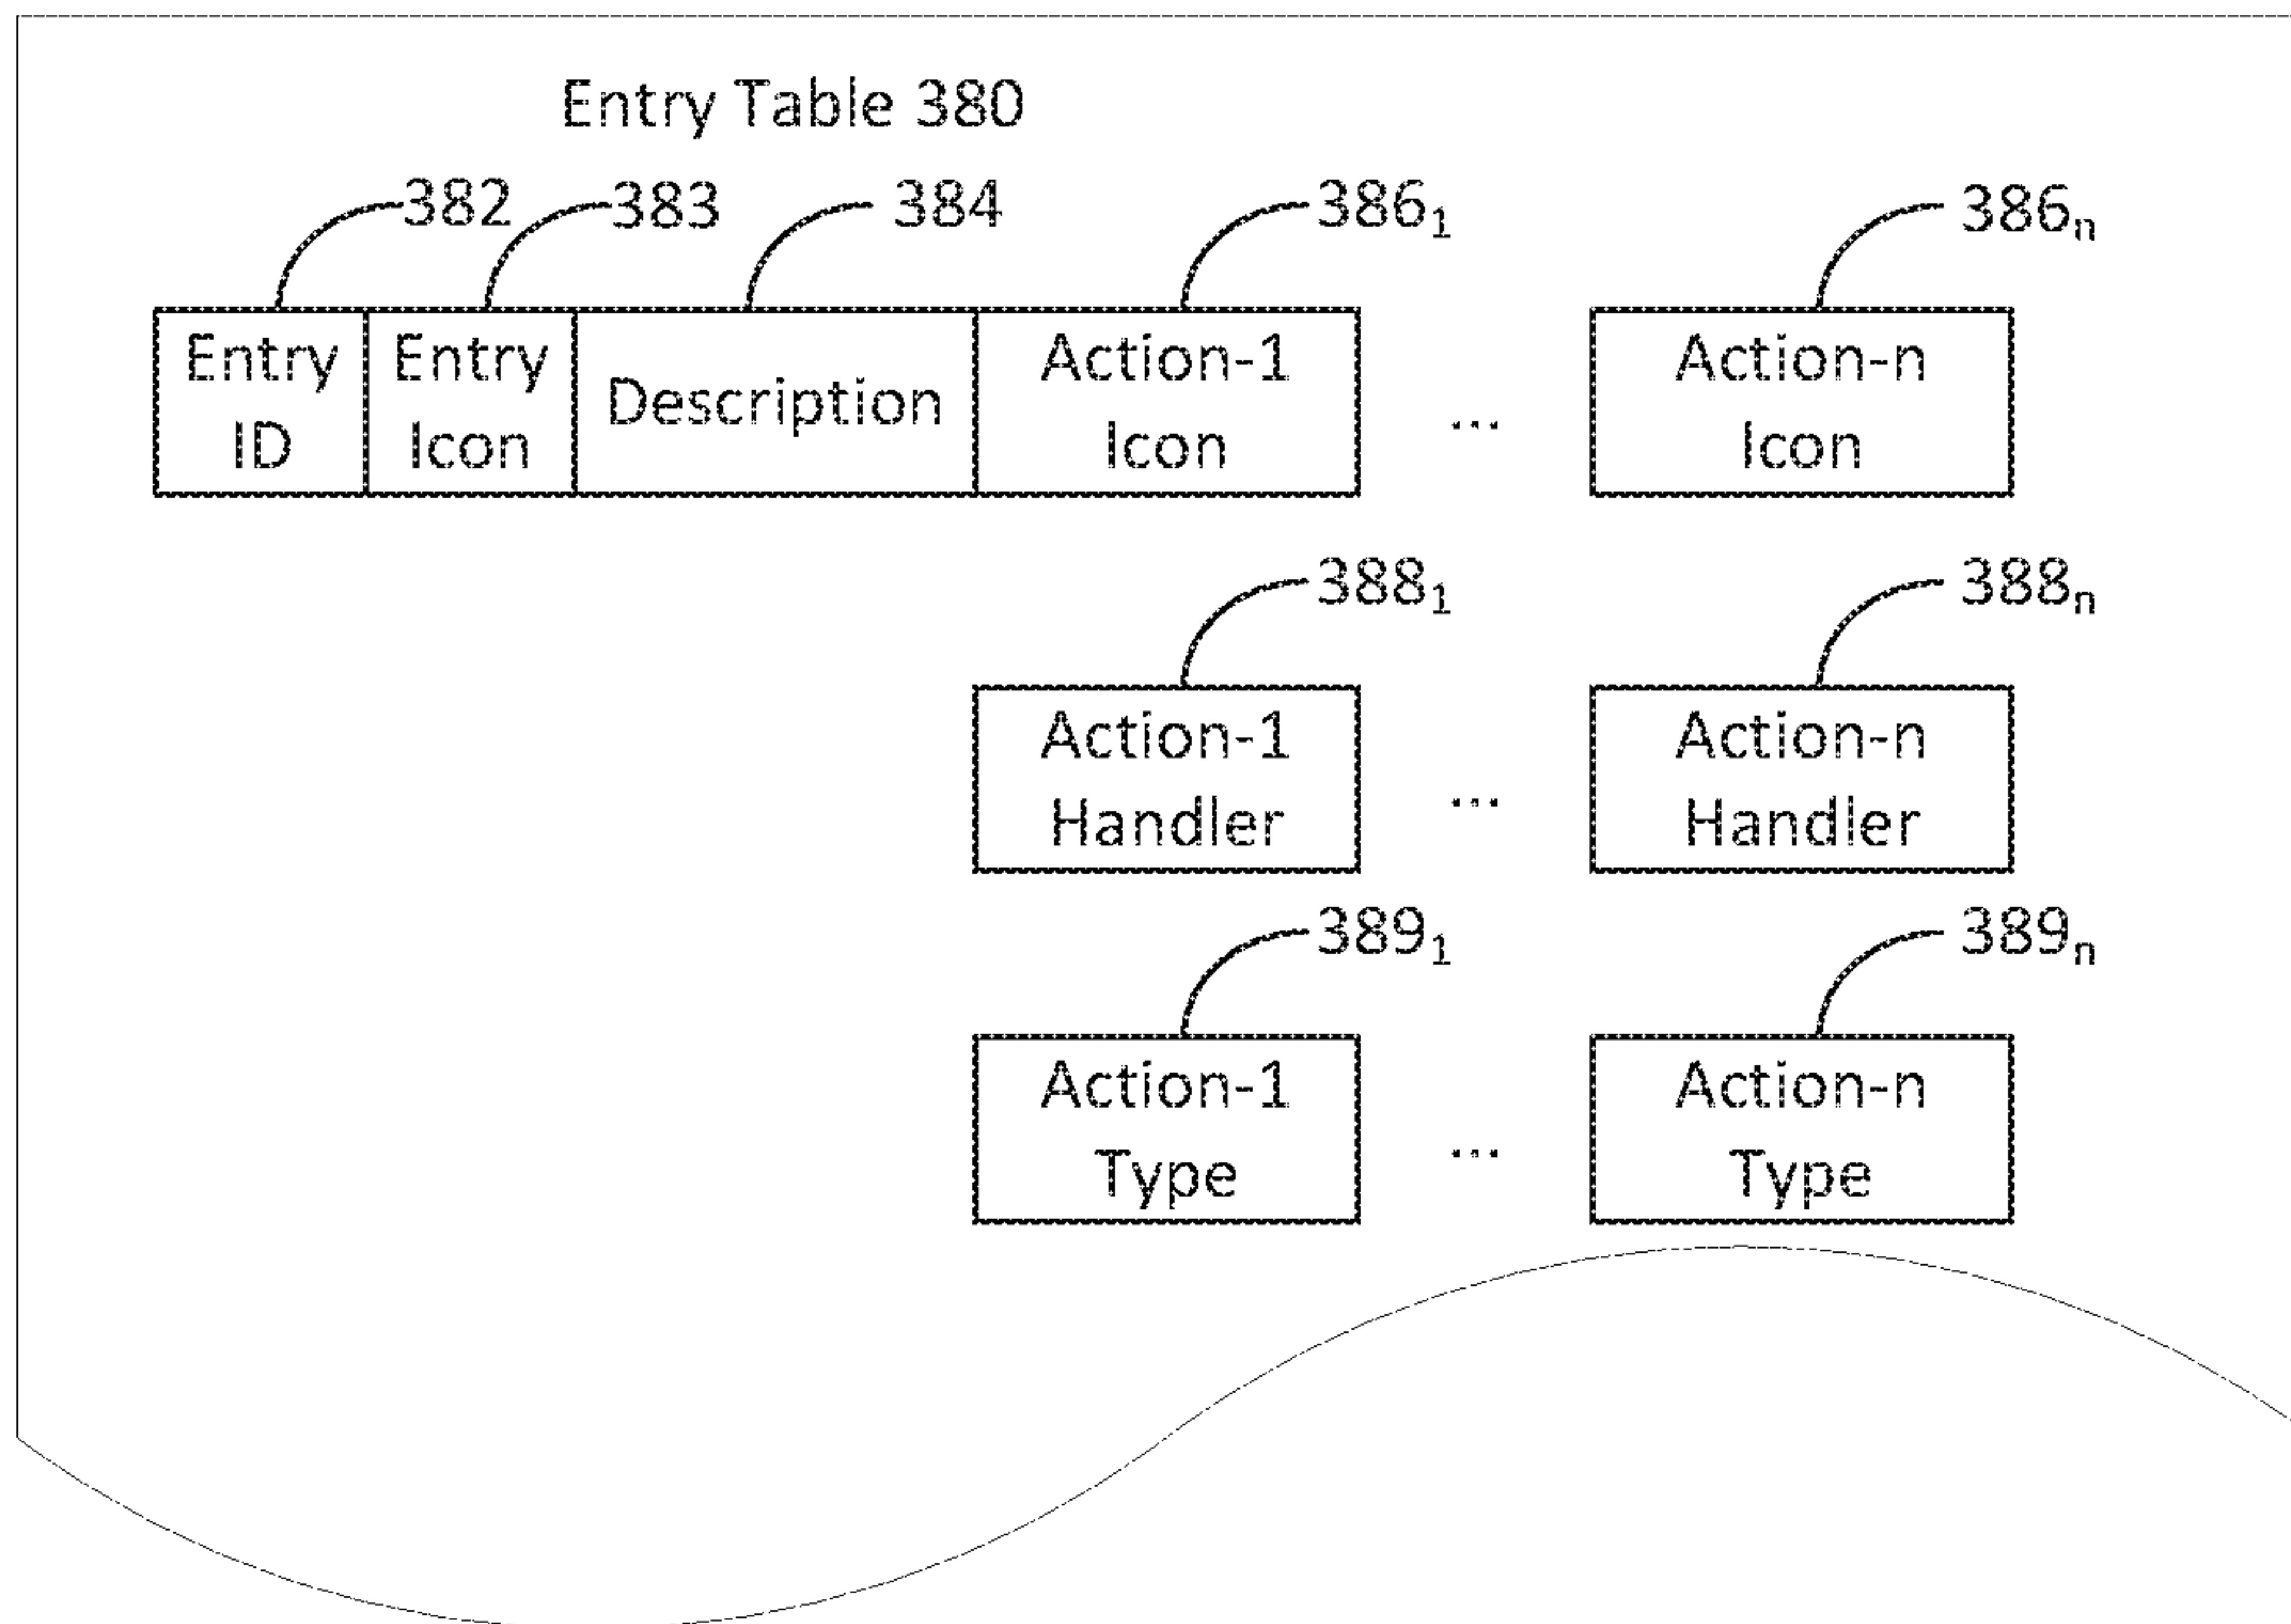 Entry Table 380
382 383 384 386₁ 386ₙ
Entry ID
Entry Icon
Description
Action-1 Icon
...
Action-n Icon
388₁ 388ₙ
Action-1 Handler
...
Action-n Handler
389₁ 389ₙ
Action-1 Type
...
Action-n Type